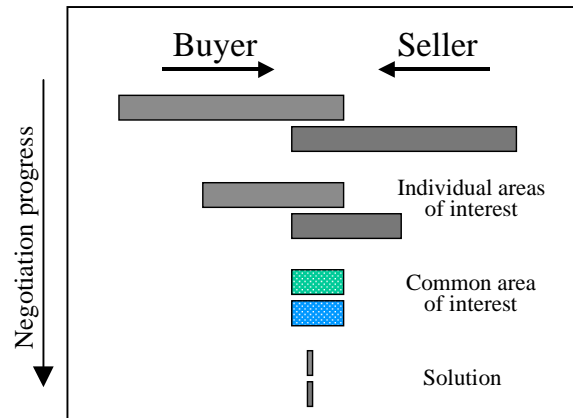 Buyer
Seller
Negotiation progress
Individual areas
of interest
Common area
of interest
Solution